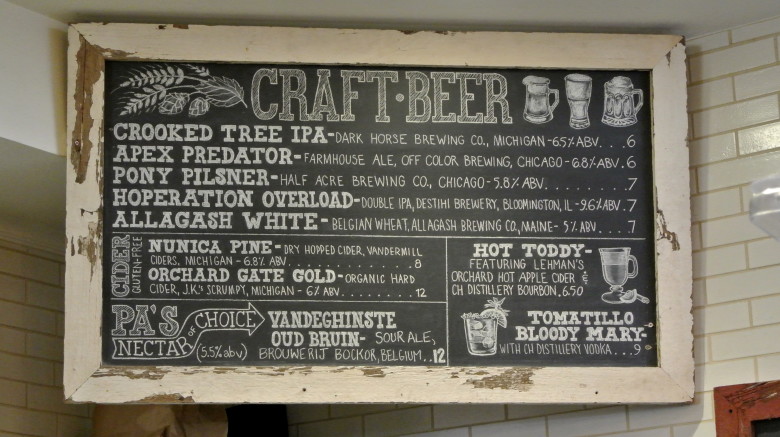 CRAFT·BEER
CROOKED TREE IPA-DARK HORSE BREWING CO., MICHIGAN-6.5% ABV...6
APEX PREDATOR-FARMHOUSE ALE, OFF COLOR BREWING, CHICAGO-6.8% ABV.6
PONY PILSNER-HALF ACRE BREWING CO., CHICAGO-5.8% ABV.........7
HOPERATION OVERLOAD-DOUBLE IPA, DESTIHI BREWERY, BLOOMINGTON, IL-9.6% ABV..7
ALLAGASH WHITE-BELGIAN WHEAT, ALLAGASH BREWING CO., MAINE-5% ABV....7
CIDER
GLUTEN-FREE
NUNICA PINE-DRY HOPPED CIDER, VANDERMILL
CIDERS, MICHIGAN-6.8% ABV..............8
ORCHARD GATE GOLD-ORGANIC HARD
CIDER, J.K.'S SCRUMPY, MICHIGAN-6% ABV.........12
HOT TODDY-
FEATURING LEHMAN'S
ORCHARD HOT APPLE CIDER &
CH DISTILLERY BOURBON..6.50
PA'S
NECTAR OF CHOICE
(5.5% abv)
VANDEGHINSTE
OUD BRUIN-SOUR ALE,
BROUWERIJ BOCKOR, BELGIUM..12
TOMATILLO
BLOODY MARY-
WITH CH DISTILLERY VODKA...9